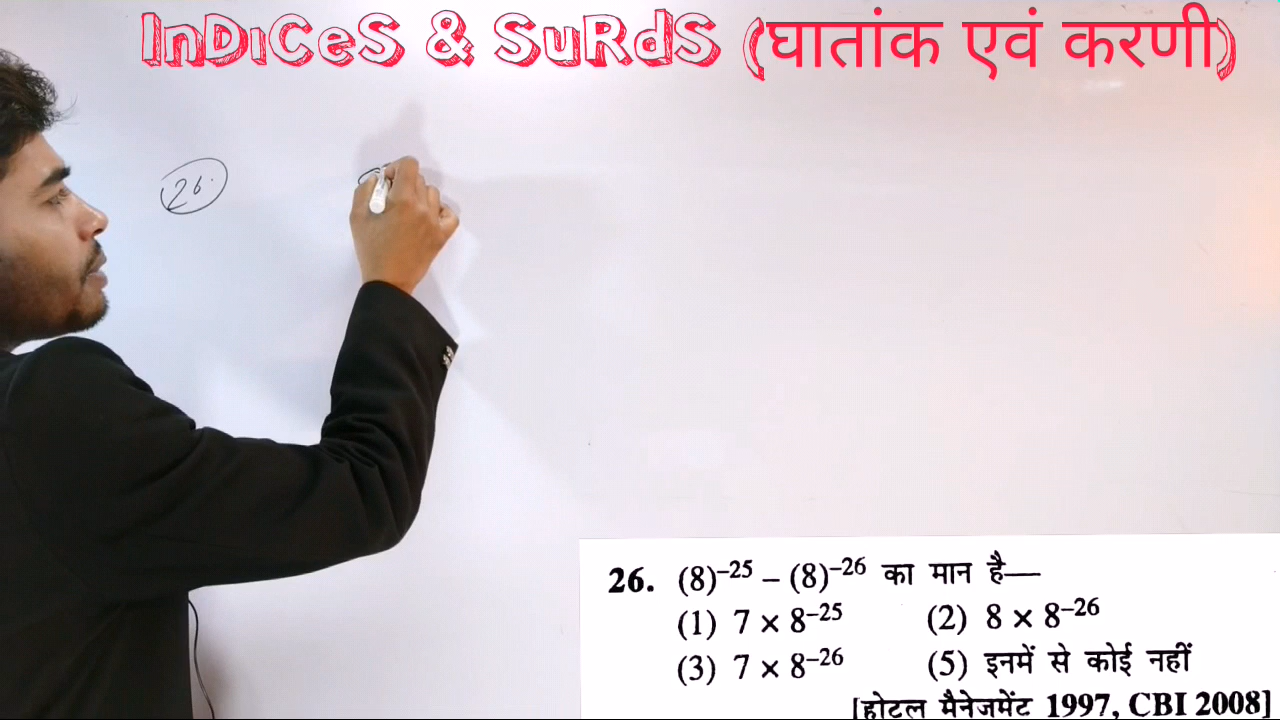 InDiCeS & SuRdS (घातांक एवं करणी)
26.
26. (8)⁻²⁵ – (8)⁻²⁶ का मान है—
(1) 7 × 8⁻²⁵ (2) 8 × 8⁻²⁶
(3) 7 × 8⁻²⁶ (5) इनमें से कोई नहीं
[होटल मैनेजमेंट 1997, CBI 2008]